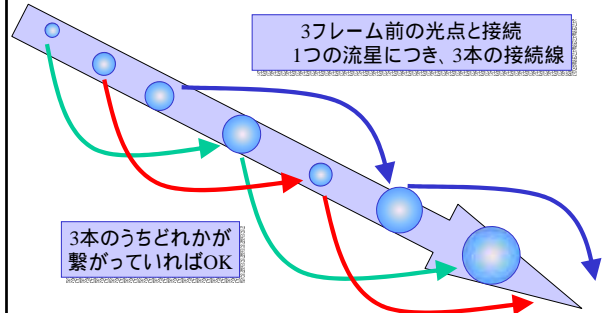 3フレーム前の光点と接続
1つの流星につき、3本の接続線
3本のうちどれかが
繋がっていればOK